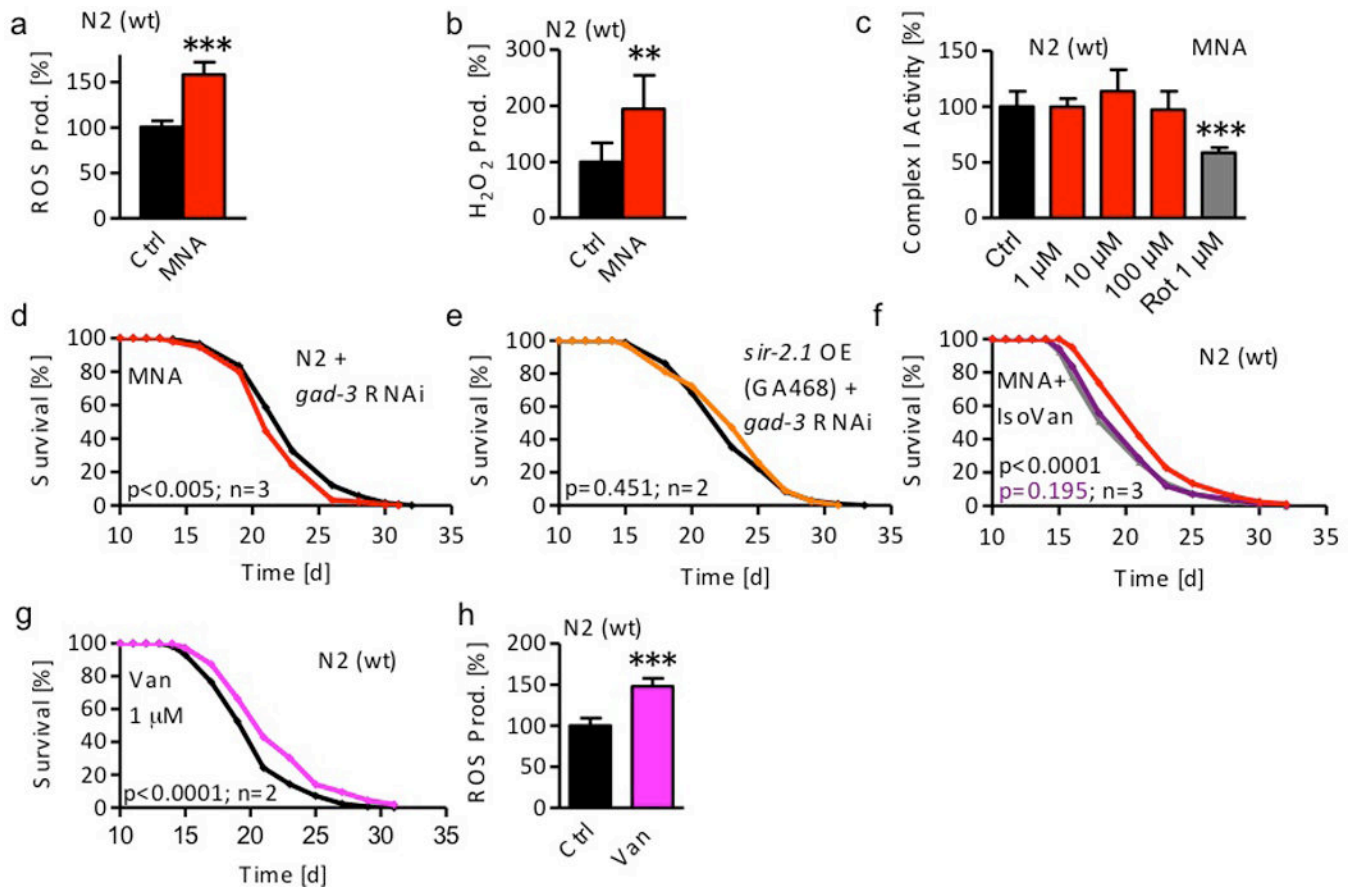 a
N2 (wt)
***
ROS Prod. [%]
150
100
50
0
Ctrl
MNA
b
N2 (wt)
**
H2O2 Prod. [%]
300
200
100
0
Ctrl
MNA
c
N2 (wt)
MNA
***
Complex I Activity [%]
150
100
50
0
Ctrl
1 µM
10 µM
100 µM
Rot 1 µM
d
Survival [%]
100
80
60
40
20
0
MNA
N2 +
gad-3 RNAi
p<0.005; n=3
10 15 20 25 30 35
Time [d]
e
Survival [%]
100
80
60
40
20
0
sir-2.1 OE
(GA468) +
gad-3 RNAi
p=0.451; n=2
10 15 20 25 30 35
Time [d]
f
Survival [%]
100
80
60
40
20
0
N2 (wt)
MNA+
IsoVan
p<0.0001
p=0.195; n=3
10 15 20 25 30 35
Time [d]
g
Survival [%]
100
80
60
40
20
0
N2 (wt)
Van
1 µM
p<0.0001; n=2
10 15 20 25 30 35
Time [d]
h
N2 (wt)
***
ROS Prod. [%]
200
150
100
50
0
Ctrl
Van